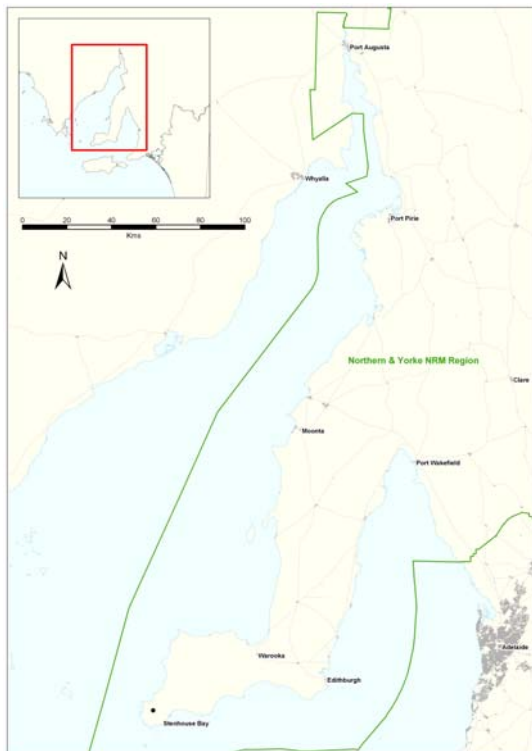 Port Augusta
Whyalla
0 20 40 60 80 100
Kms
Port Pirie
N
Northern & Yorke NRM Region
Clare
Moonta
Port Wakefield
Adelaide
Warooka
Edithburgh
Stenhouse Bay